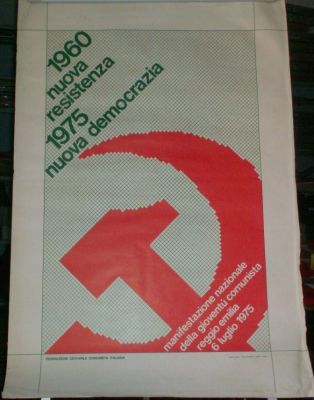 1960
nuova
resistenza
1975
nuova democrazia
manifestazione nazionale
della gioventú comunista
reggio emilia
6 luglio 1975
FEDERAZIONE GIOVANILE COMUNISTA ITALIANA